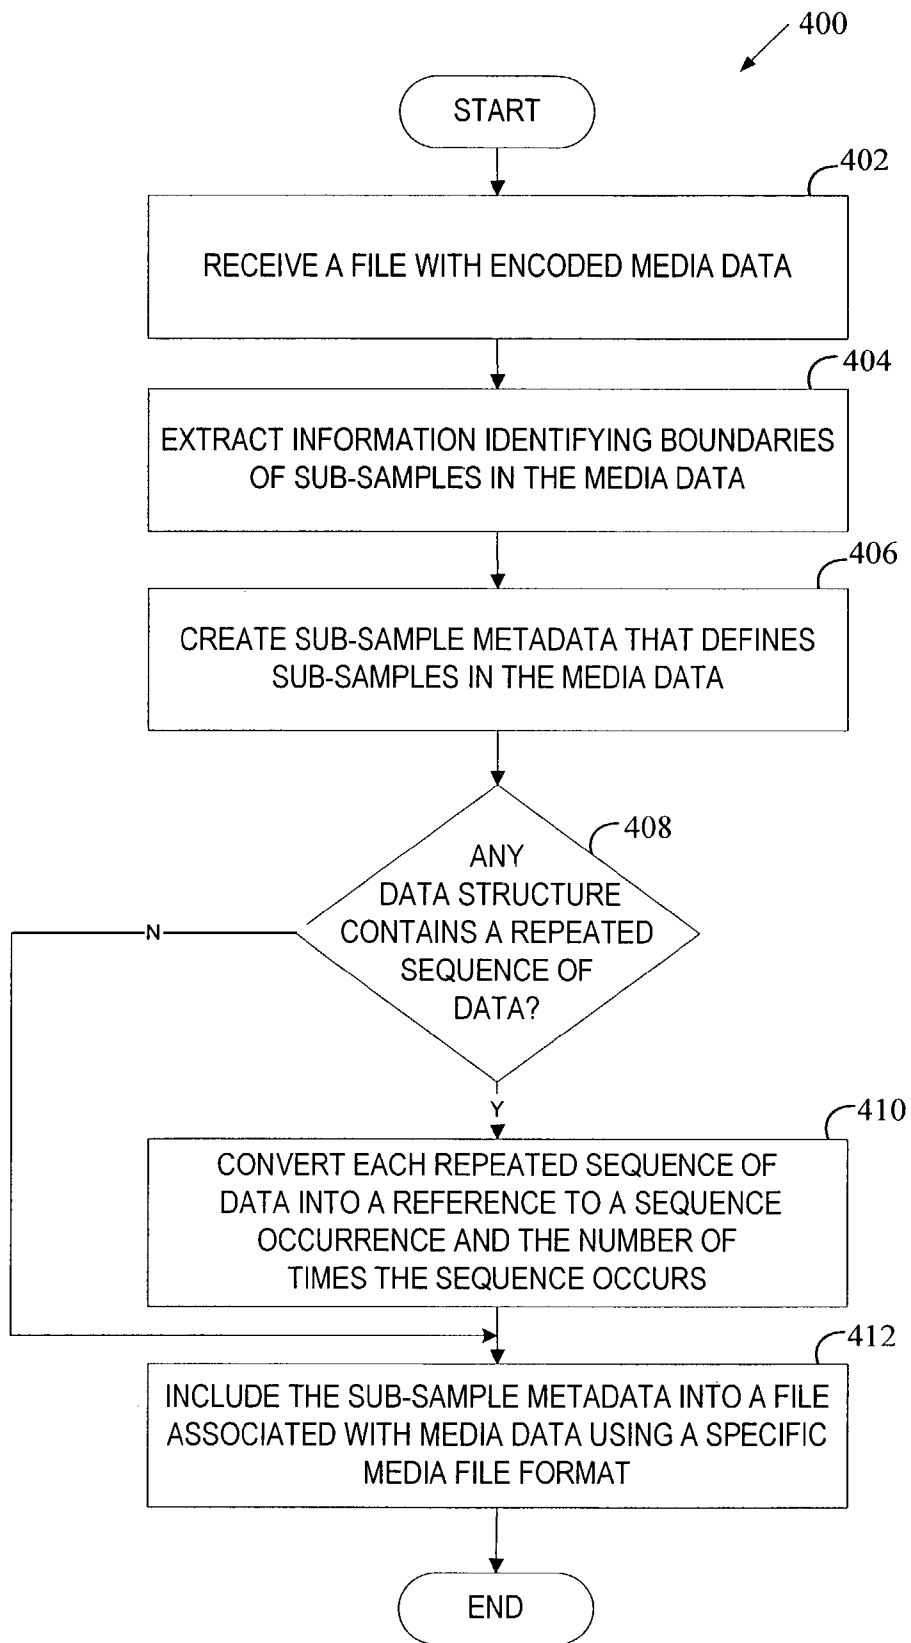 400
START
402
RECEIVE A FILE WITH ENCODED MEDIA DATA
404
EXTRACT INFORMATION IDENTIFYING BOUNDARIES
OF SUB-SAMPLES IN THE MEDIA DATA
406
CREATE SUB-SAMPLE METADATA THAT DEFINES
SUB-SAMPLES IN THE MEDIA DATA
408
ANY
DATA STRUCTURE
CONTAINS A REPEATED
SEQUENCE OF
DATA?
N
Y
410
CONVERT EACH REPEATED SEQUENCE OF
DATA INTO A REFERENCE TO A SEQUENCE
OCCURRENCE AND THE NUMBER OF
TIMES THE SEQUENCE OCCURS
412
INCLUDE THE SUB-SAMPLE METADATA INTO A FILE
ASSOCIATED WITH MEDIA DATA USING A SPECIFIC
MEDIA FILE FORMAT
END